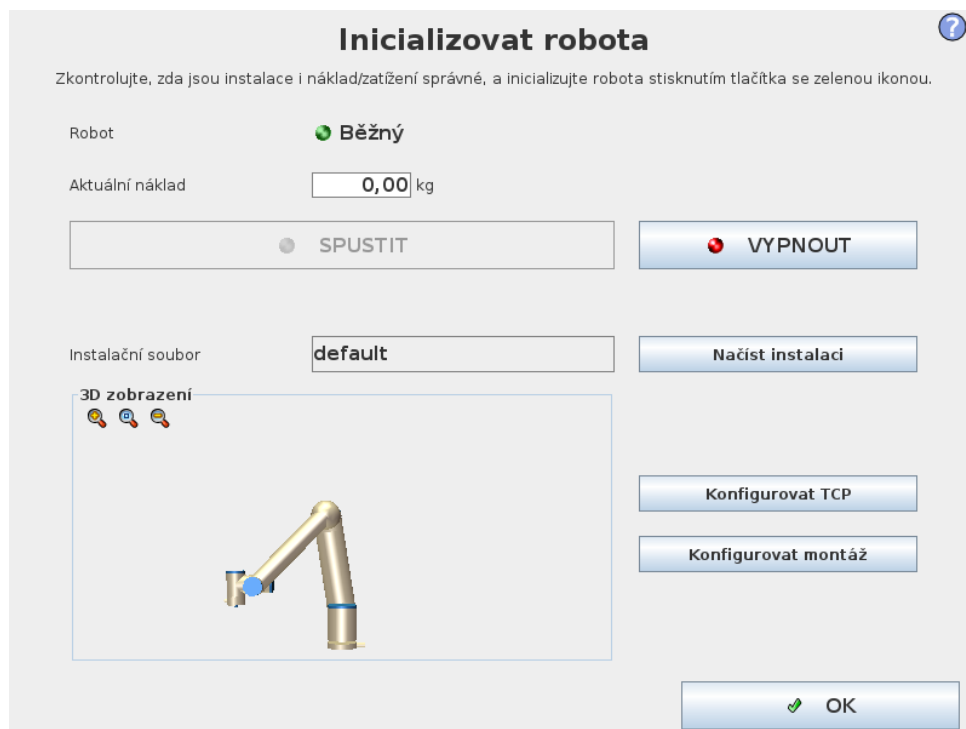 Inicializovat robota
?
Zkontrolujte, zda jsou instalace i náklad/zatížení správné, a inicializujte robota stisknutím tlačítka se zelenou ikonou.
Robot Běžný
Aktuální náklad 0,00 kg
SPUSTIT VYPNOUT
Instalační soubor default Načíst instalaci
3D zobrazení
Konfigurovat TCP
Konfigurovat montáž
OK